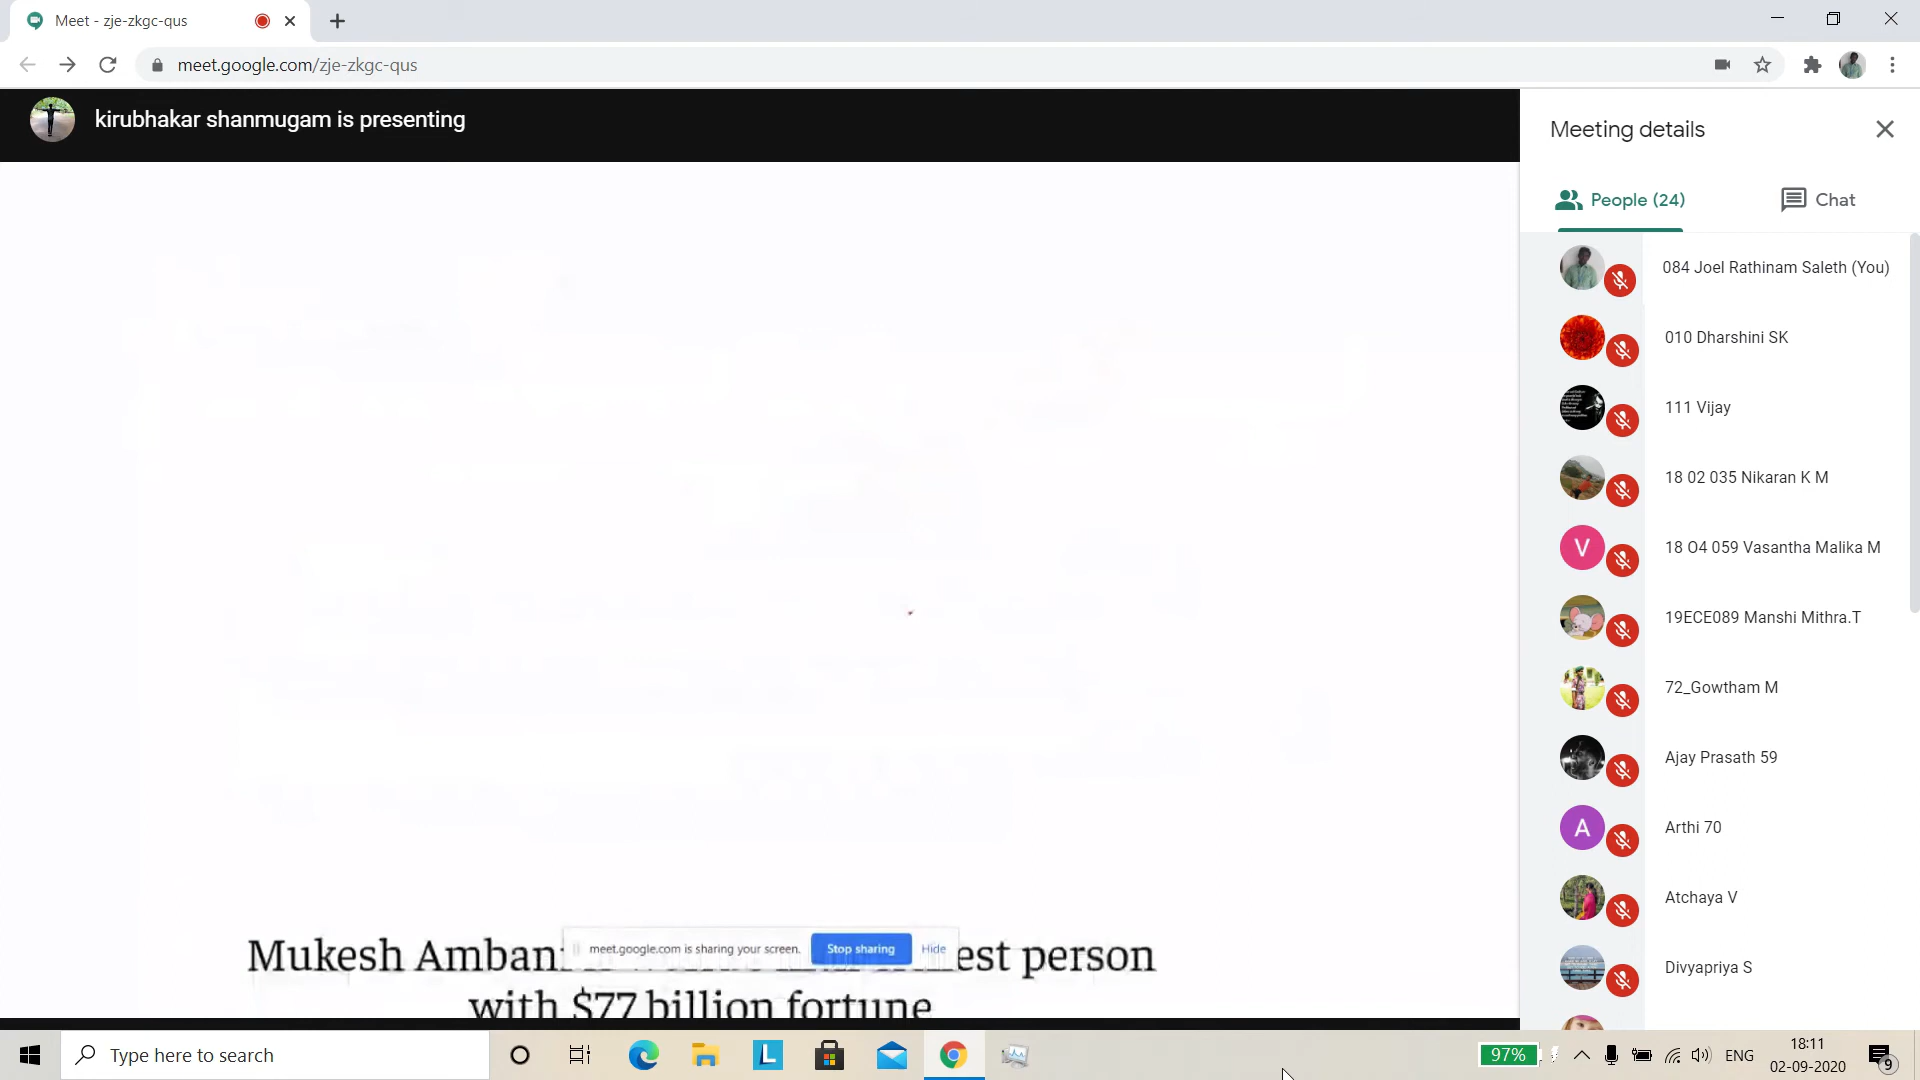 Meet - zje-zkgc-qus
meet.google.com/zje-zkgc-qus
kirubhakar shanmugam is presenting
Meeting details
People (24)
Chat
084 Joel Rathinam Saleth (You)
010 Dharshini SK
111 Vijay
18 02 035 Nikaran K M
V
18 O4 059 Vasantha Malika M
19ECE089 Manshi Mithra.T
72_Gowtham M
Ajay Prasath 59
A
Arthi 70
Atchaya V
Divyapriya S
Mukesh Ambani est person
with $77 billion fortune
meet.google.com is sharing your screen.
Stop sharing
Hide
Type here to search
L
97%
ENG
18:11
02-09-2020
9